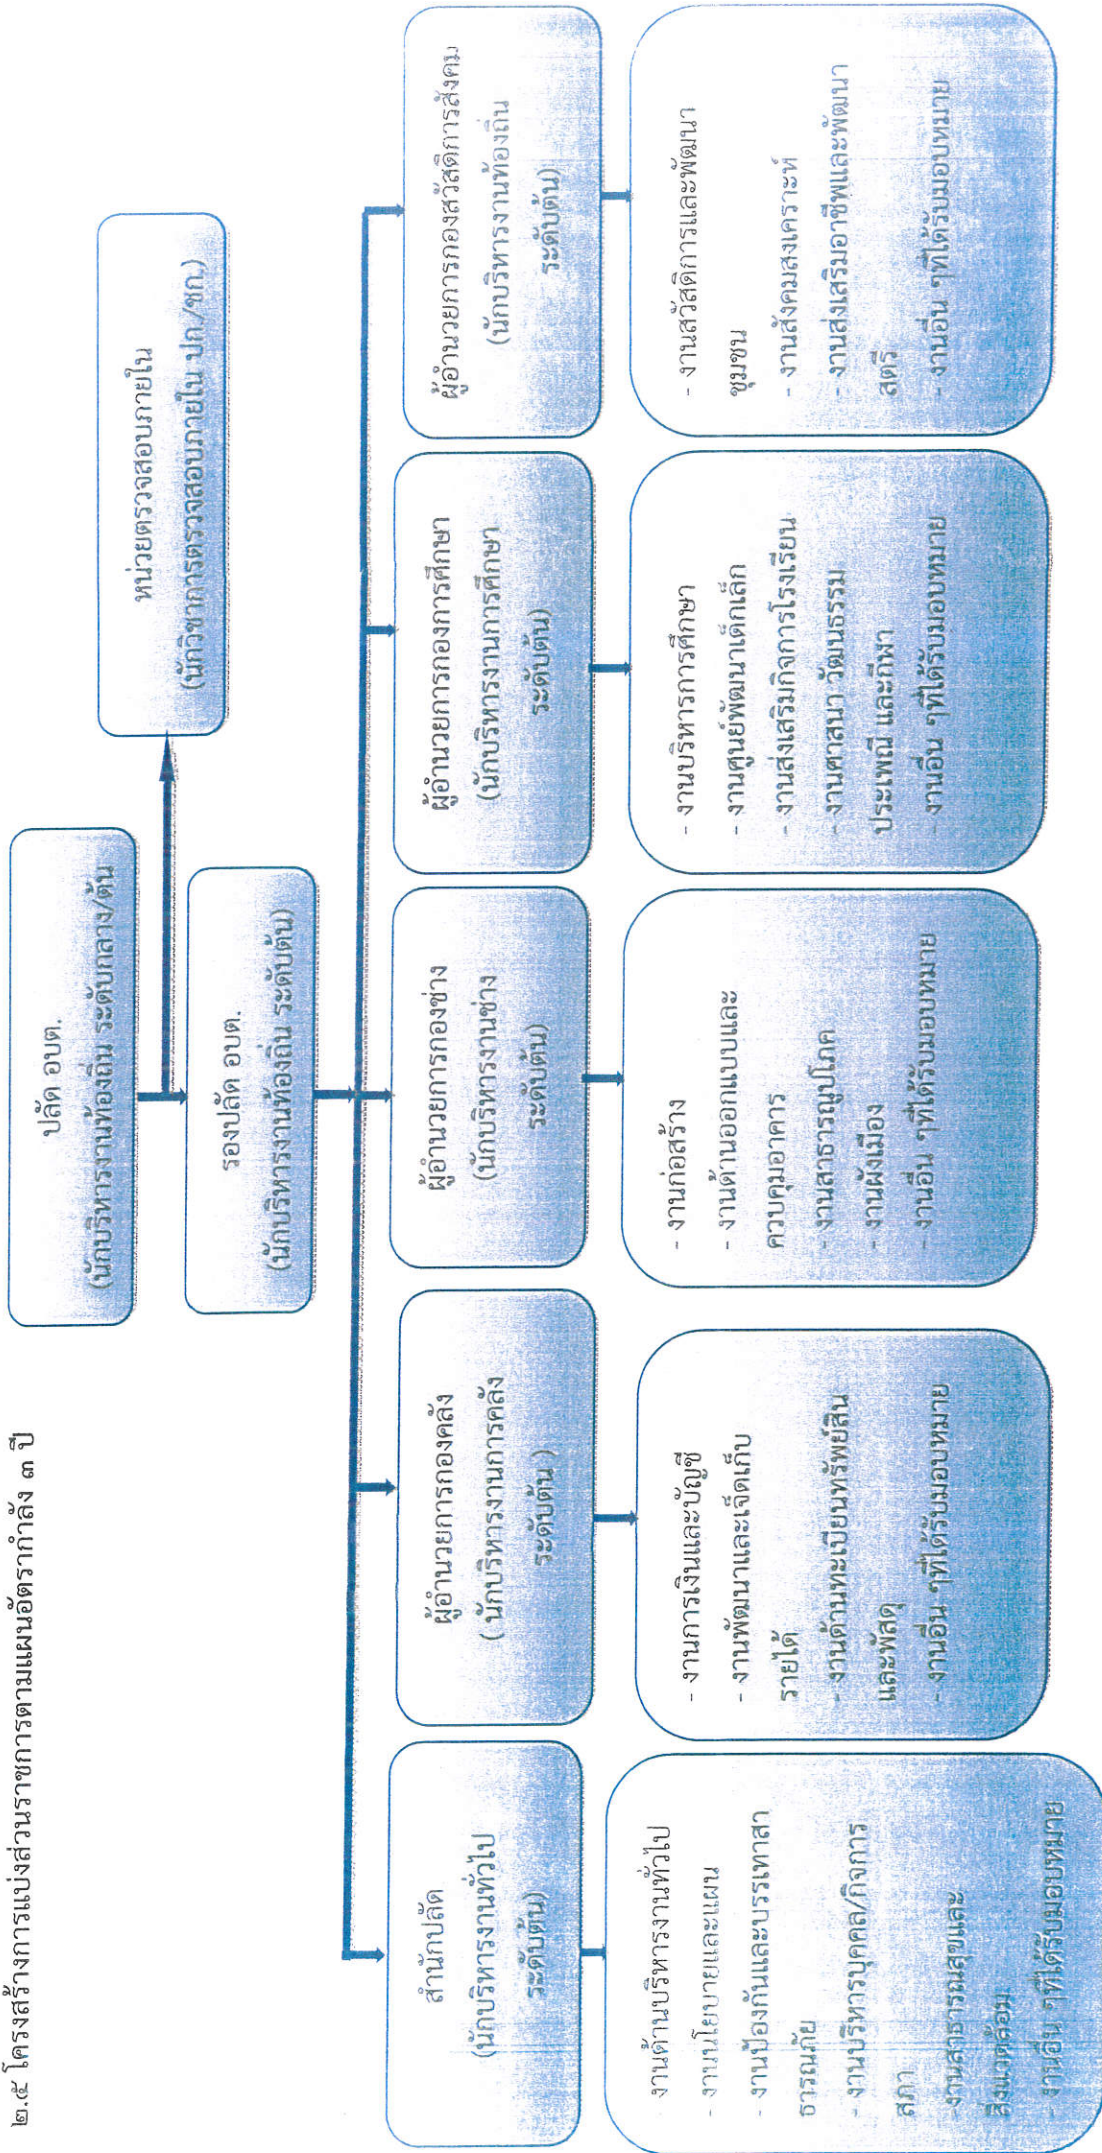 ๒.๕ โครงสร้างการแบ่งส่วนราชการตามแผนอัตรากำลัง ๓ ปี
ปลัด อบต.
(นักบริหารงานท้องถิ่น ระดับกลาง/ต้น
หน่วยตรวจสอบภายใน
(นักวิชาการตรวจสอบภายใน ปก./ชก.)
รองปลัด อบต.
(นักบริหารงานท้องถิ่น ระดับต้น)
สำนักปลัด
(นักบริหารงานทั่วไป
ระดับต้น)
ผู้อำนวยการกองคลัง
( นักบริหารงานการคลัง
ระดับต้น )
ผู้อำนวยการกองช่าง
(นักบริหารงานช่าง
ระดับต้น)
ผู้อำนวยการกองการศึกษา
(นักบริหารงานการศึกษา
ระดับต้น)
ผู้อำนวยการกองสวัสดิการสังคม
(นักบริหารงานท้องถิ่น
ระดับต้น)
- งานด้านบริหารงานทั่วไป
- งานนโยบายและแผน
- งานป้องกันและบรรเทาสา
ธารณภัย
- งานบริหารบุคคล/กิจการ
สภา
-งานสาธารณสุขและ
สิ่งแวดล้อม
- งานอื่น ๆที่ได้รับมอบหมาย
- งานการเงินและบัญชี
- งานพัฒนาและเจ็ดเก็บ
รายได้
- งานด้านทะเบียนทรัพย์สิน
และพัสดุ
- งานอื่น ๆที่ได้รับมอบหมาย
- งานก่อสร้าง
- งานด้านออกแบบและ
ควบคุมอาคาร
- งานสาธารณูปโภค
- งานผังเมือง
- งานอื่น ๆที่ได้รับมอบหมาย
- งานบริหารการศึกษา
- งานศูนย์พัฒนาเด็กเล็ก
- งานส่งเสริมกิจการโรงเรียน
- งานศาสนา วัฒนธรรม
ประเพณี และกีฬา
- งานอื่น ๆที่ได้รับมอบหมาย
- งานสวัสดิการและพัฒนา
ชุมชน
- งานสังคมสงเคราะห์
- งานส่งเสริมอาชีพและพัฒนา
สตรี
- งานอื่น ๆที่ได้รับมอบหมาย